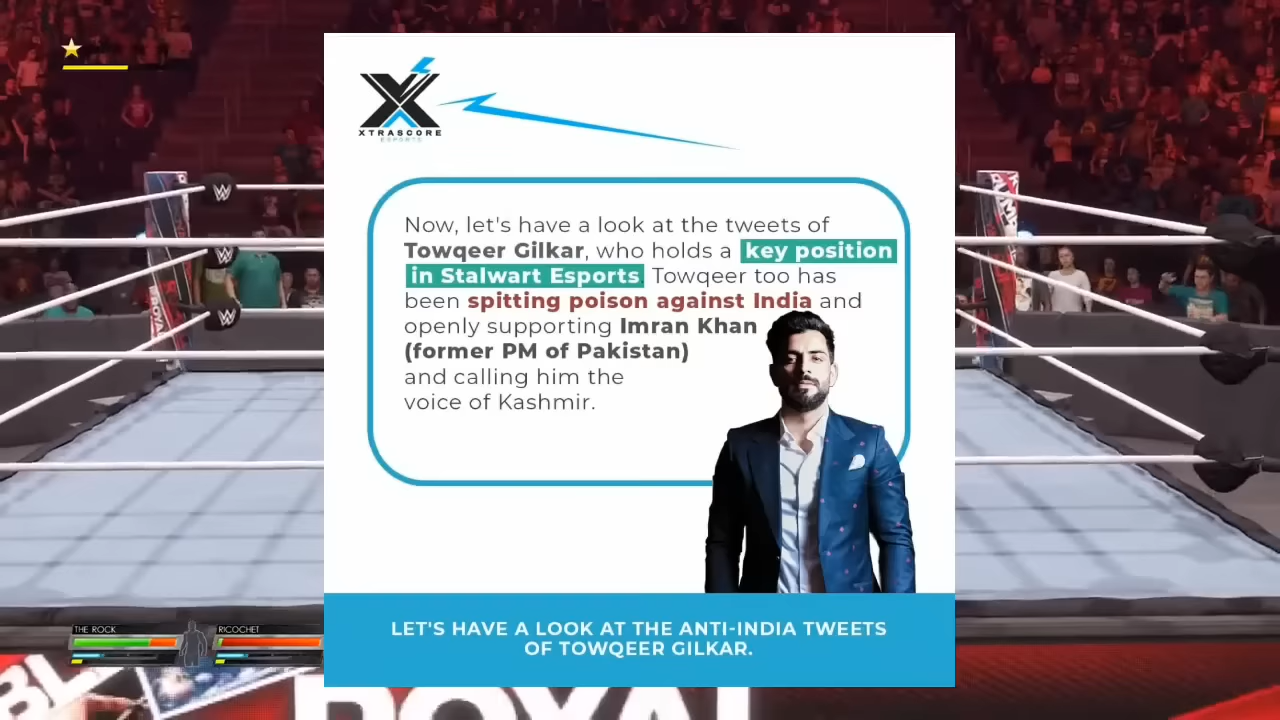 XTRASCORE
ESPORTS
Now, let's have a look at the tweets of
Towqeer Gilkar, who holds a key position
in Stalwart Esports. Towqeer too has
been spitting poison against India and
openly supporting Imran Khan
(former PM of Pakistan)
and calling him the
voice of Kashmir.
LET'S HAVE A LOOK AT THE ANTI-INDIA TWEETS
OF TOWQEER GILKAR.
THE ROCK
RICOCHET
ROYAL